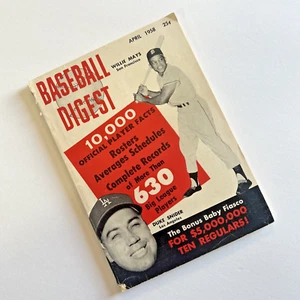 APRIL 1958 25¢
WILLIE MAYS
San Francisco
BASEBALL
DIGEST
10,000
OFFICIAL PLAYER FACTS
Rosters
Averages Schedules
Complete Records
of More Than
630
Big League
Players
LA
DUKE SNIDER
Los Angeles
The Bonus Baby Fiasco
FOR $5,000,000
TEN REGULARS!